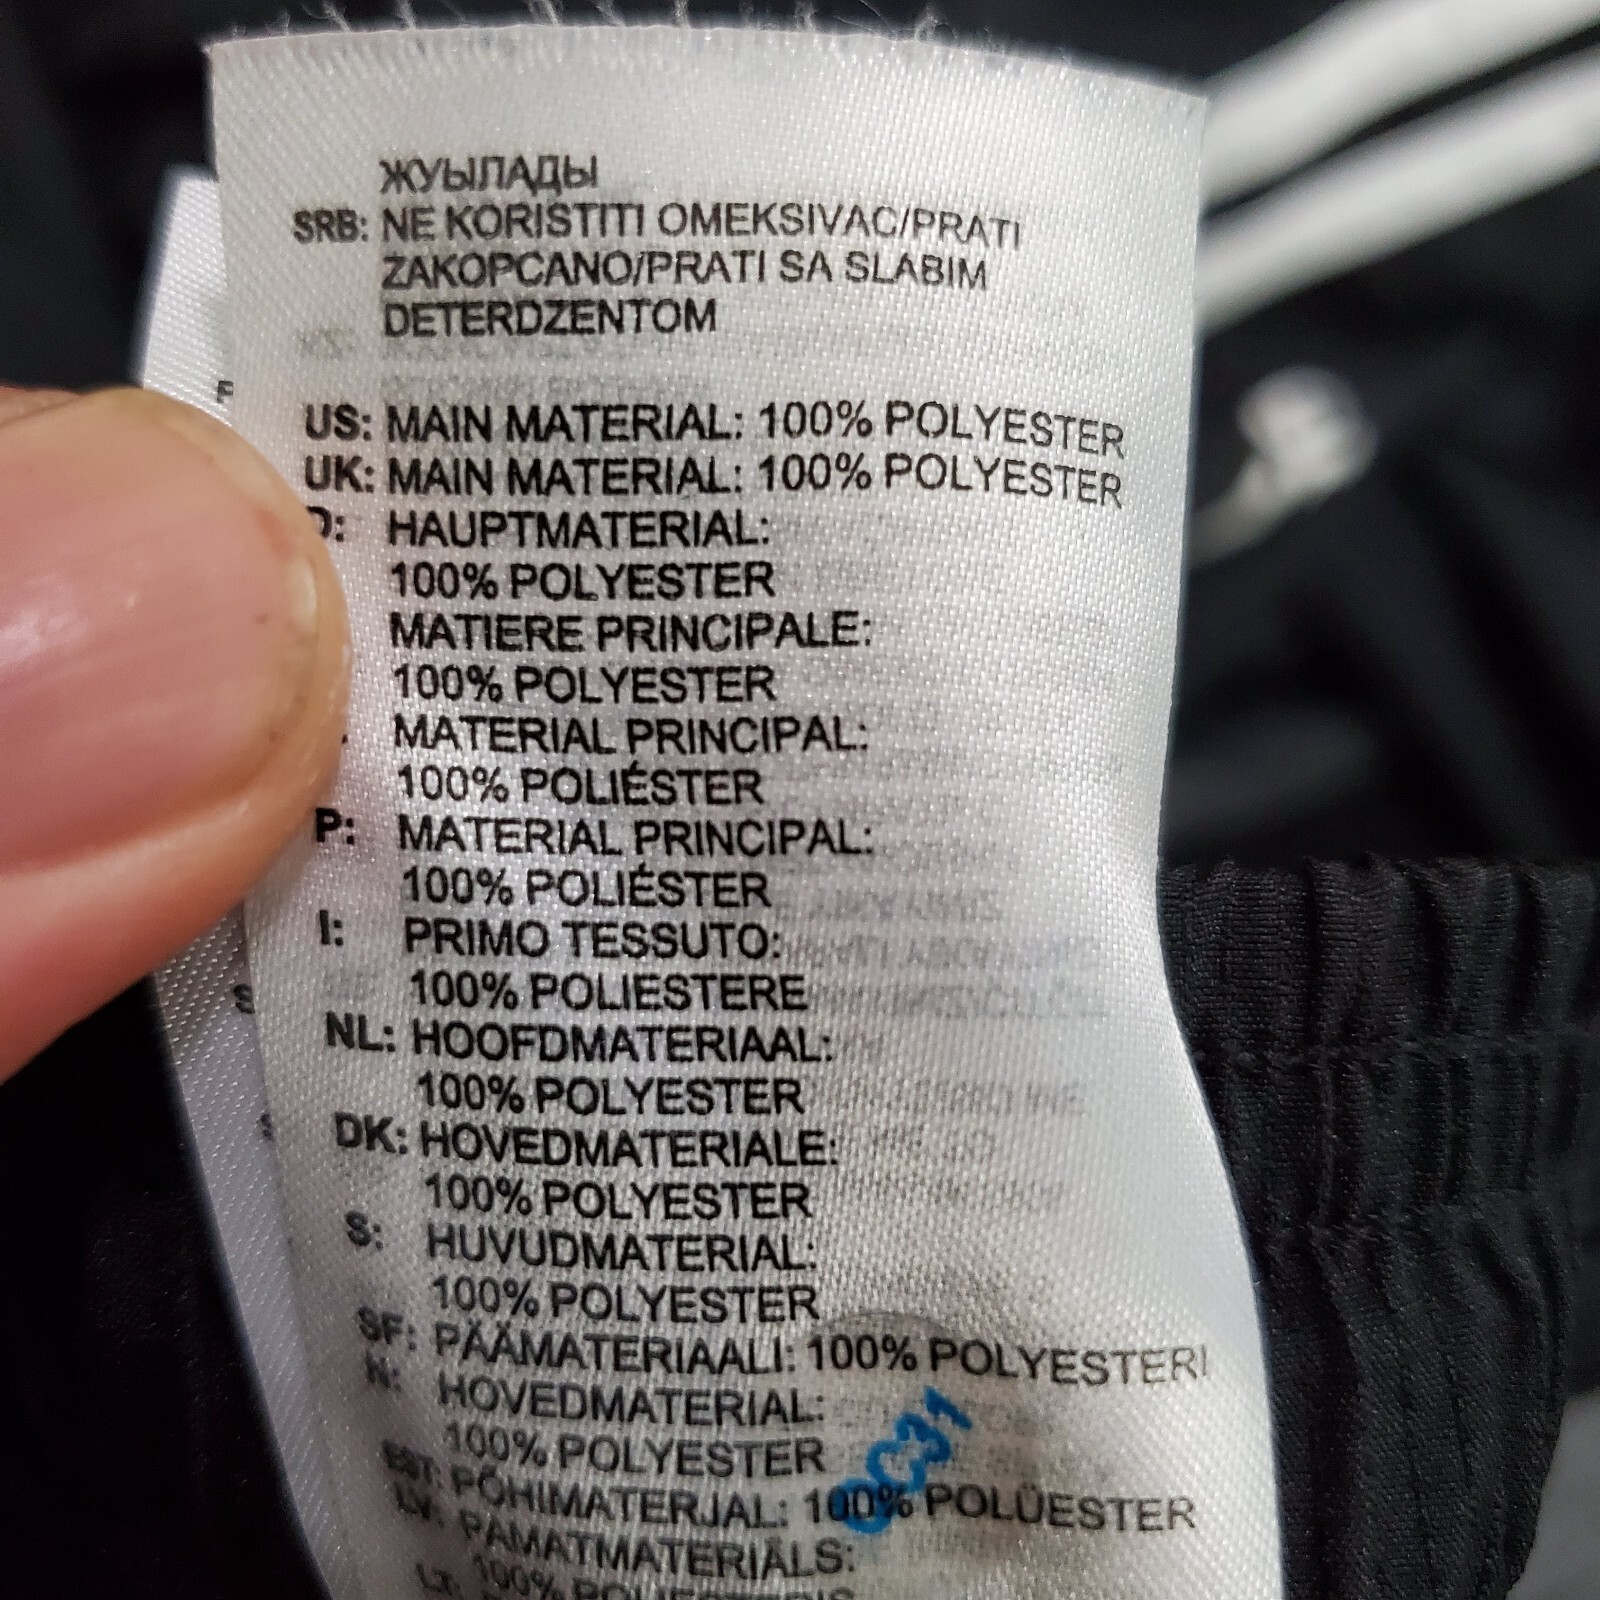 ЖУЫЛАДЫ
SRB: NE KORISTITI OMEKSIVAC/PRATI
ZAKOPCANO/PRATI SA SLABIM
DETERDZENTOM
US: MAIN MATERIAL: 100% POLYESTER
UK: MAIN MATERIAL: 100% POLYESTER
D: HAUPTMATERIAL:
100% POLYESTER
MATIERE PRINCIPALE:
100% POLYESTER
MATERIAL PRINCIPAL:
100% POLIÉSTER
P: MATERIAL PRINCIPAL:
100% POLIÉSTER
I: PRIMO TESSUTO:
100% POLIESTERE
NL: HOOFDMATERIAAL:
100% POLYESTER
DK: HOVEDMATERIALE:
100% POLYESTER
S: HUVUDMATERIAL:
100% POLYESTER
SF: PÄÄMATERIAALI: 100% POLYESTERI
N: HOVEDMATERIAL:
100% POLYESTER
EST: PÕHIMATERJAL: 100% POLÜESTER
LV: PAMATMATERIĀLS:
100%
QC31